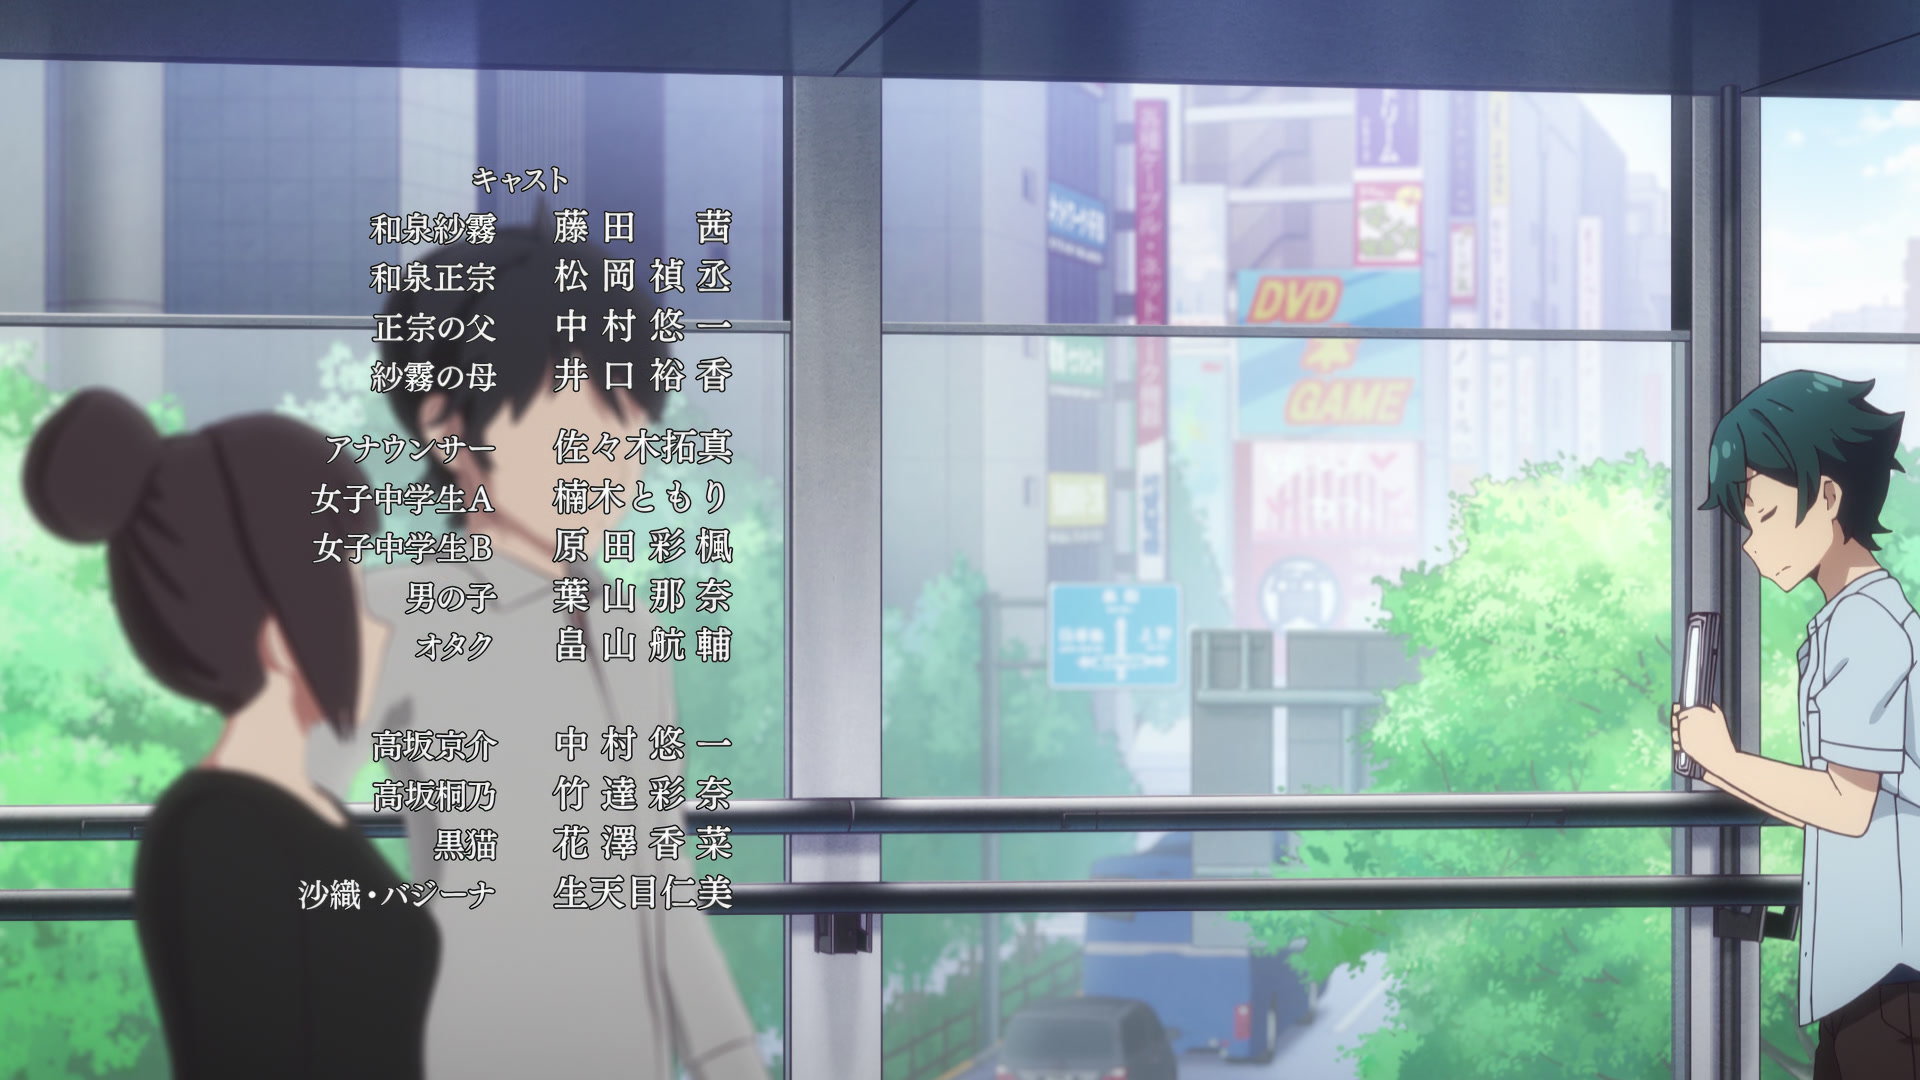 キャスト
和泉紗霧 藤田 茜
和泉正宗 松岡禎丞
正宗の父 中村悠一
紗霧の母 井口裕香
アナウンサー 佐々木拓真
女子中学生A 楠木ともり
女子中学生B 原田彩楓
男の子 葉山那奈
オタク 畠山航輔
高坂京介 中村悠一
高坂桐乃 竹達彩奈
黒猫 花澤香菜
沙織・バジーナ 生天目仁美
DVD
本
GAME